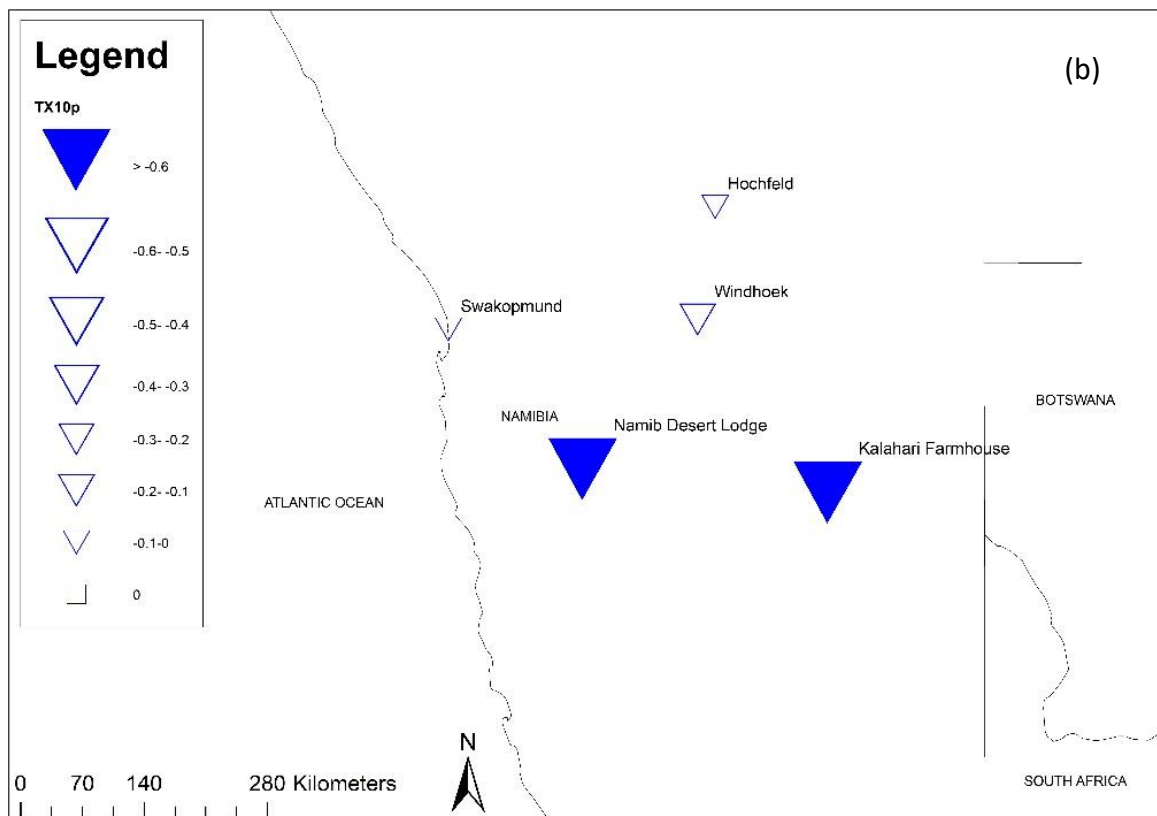 Legend
TX10p
> -0.6
-0.6- -0.5
-0.5- -0.4
-0.4- -0.3
-0.3- -0.2
-0.2- -0.1
-0.1-0
0
(b)
Hochfeld
Windhoek
Swakopmund
BOTSWANA
NAMIBIA
Namib Desert Lodge
Kalahari Farmhouse
ATLANTIC OCEAN
N
0 70 140 280 Kilometers
SOUTH AFRICA